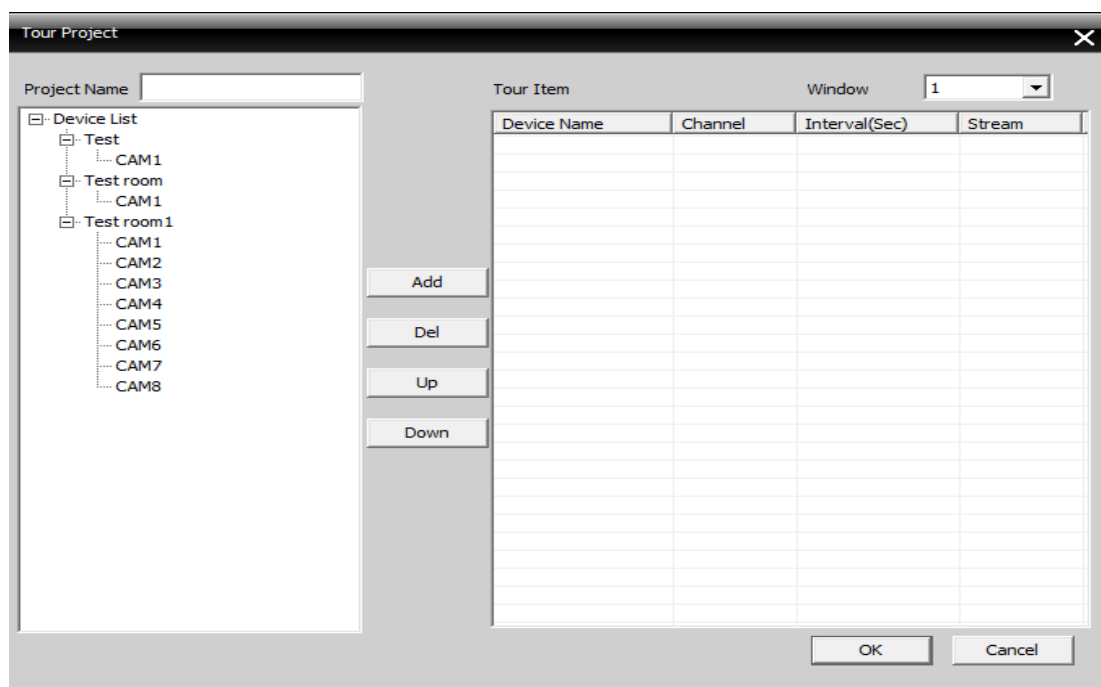 Tour Project
Project Name
Tour Item
Window
1
Device List
Test
CAM1
Test room
CAM1
Test room1
CAM1
CAM2
CAM3
CAM4
CAM5
CAM6
CAM7
CAM8
Add
Del
Up
Down
Device Name Channel Interval(Sec) Stream
OK Cancel